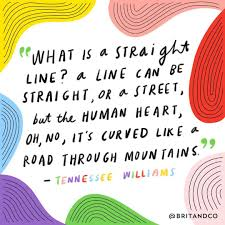 "WHAT IS A STRAIGHT
LINE? A LINE CAN BE
STRAIGHT, OR A STREET,
but the HUMAN HEART,
OH, NO, IT'S CURVED LIKE A
ROAD THROUGH MOUNTAINS."
- TENNESSEE WILLIAMS
@BRITANDCO